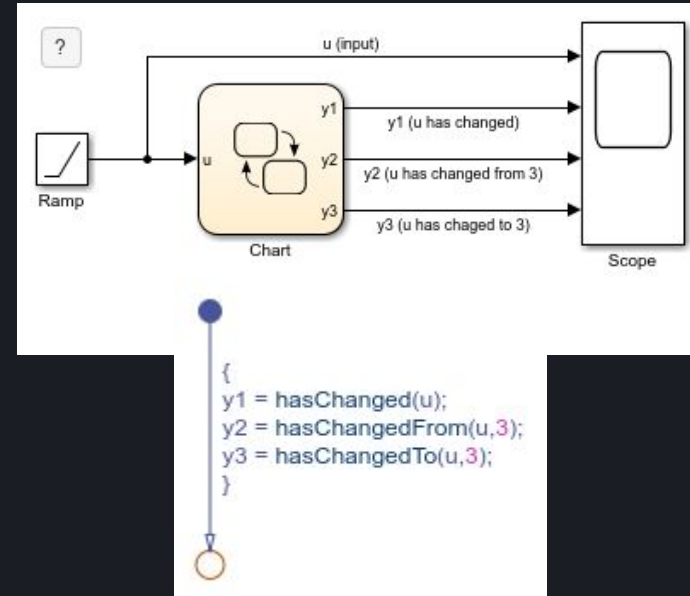 ?
u (input)
y1
y1 (u has changed)
u
y2
y2 (u has changed from 3)
Ramp
y3
y3 (u has chaged to 3)
Chart
Scope
{
y1 = hasChanged(u);
y2 = hasChangedFrom(u,3);
y3 = hasChangedTo(u,3);
}